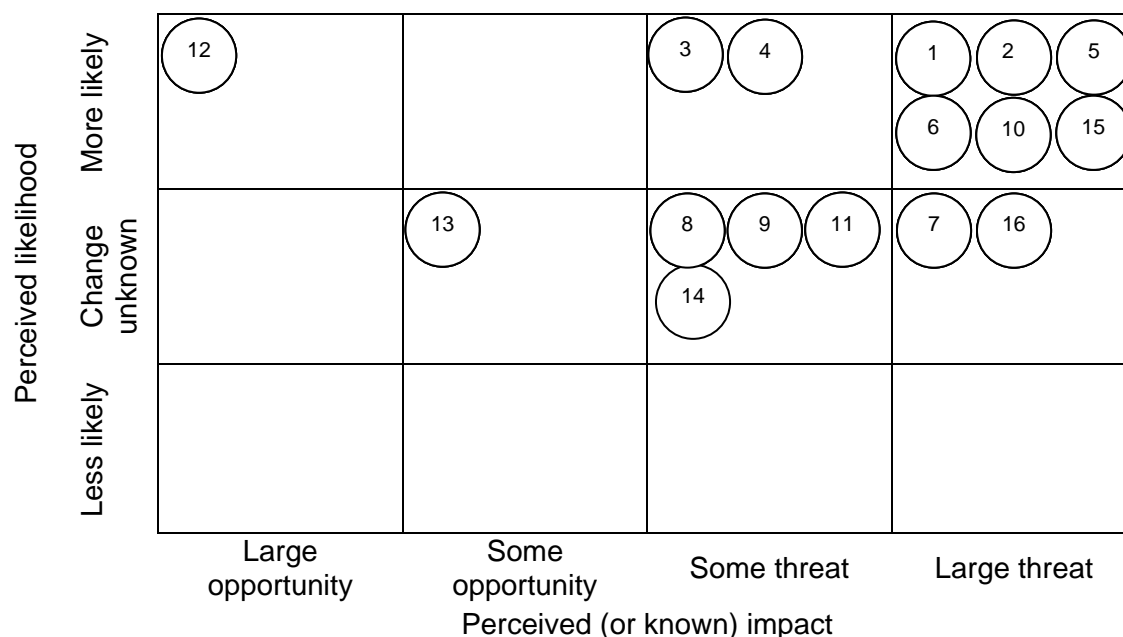 Perceived likelihood
More likely
12
3
4
1
2
5
6
10
15
Change
unknown
13
8
9
11
7
16
14
Less likely
Large
opportunity
Some
opportunity
Some threat
Large threat
Perceived (or known) impact